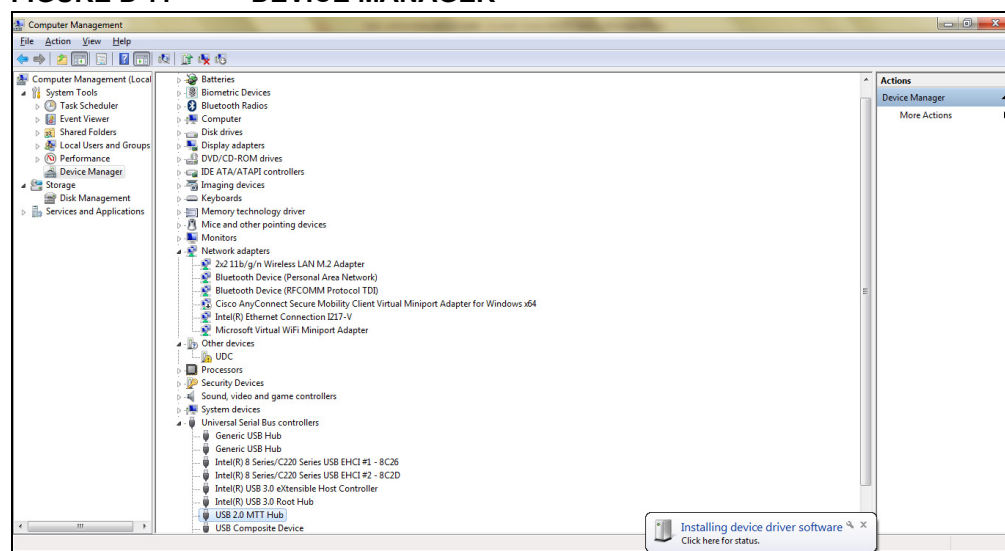 Computer Management
File Action View Help
Computer Management (Local
System Tools
Task Scheduler
Event Viewer
Shared Folders
Local Users and Groups
Performance
Device Manager
Storage
Disk Management
Services and Applications
Batteries
Biometric Devices
Bluetooth Radios
Computer
Disk drives
Display adapters
DVD/CD-ROM drives
IDE ATA/ATAPI controllers
Imaging devices
Keyboards
Memory technology driver
Mice and other pointing devices
Monitors
Network adapters
2x2 11b/g/n Wireless LAN M.2 Adapter
Bluetooth Device (Personal Area Network)
Bluetooth Device (RFCOMM Protocol TDI)
Cisco AnyConnect Secure Mobility Client Virtual Miniport Adapter for Windows x64
Intel(R) Ethernet Connection I217-V
Microsoft Virtual WiFi Miniport Adapter
Other devices
UDC
Processors
Security Devices
Sound, video and game controllers
System devices
Universal Serial Bus controllers
Generic USB Hub
Generic USB Hub
Intel(R) 8 Series/C220 Series USB EHCI #1 - 8C26
Intel(R) 8 Series/C220 Series USB EHCI #2 - 8C2D
Intel(R) USB 3.0 eXtensible Host Controller
Intel(R) USB 3.0 Root Hub
USB 2.0 MTT Hub
USB Composite Device
Actions
Device Manager
More Actions
Installing device driver software
Click here for status.